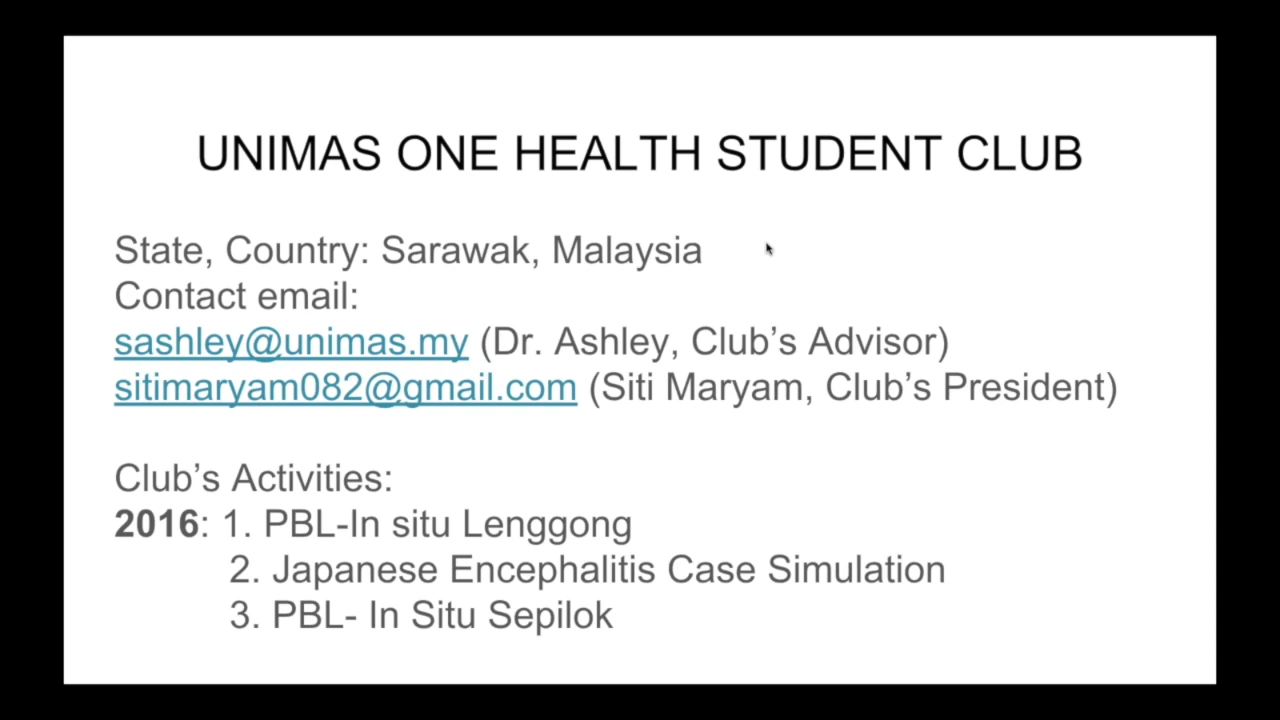 UNIMAS ONE HEALTH STUDENT CLUB
State, Country: Sarawak, Malaysia
Contact email:
sashley@unimas.my (Dr. Ashley, Club’s Advisor)
sitimaryam082@gmail.com (Siti Maryam, Club’s President)
Club’s Activities:
2016: 1. PBL-In situ Lenggong
2. Japanese Encephalitis Case Simulation
3. PBL- In Situ Sepilok